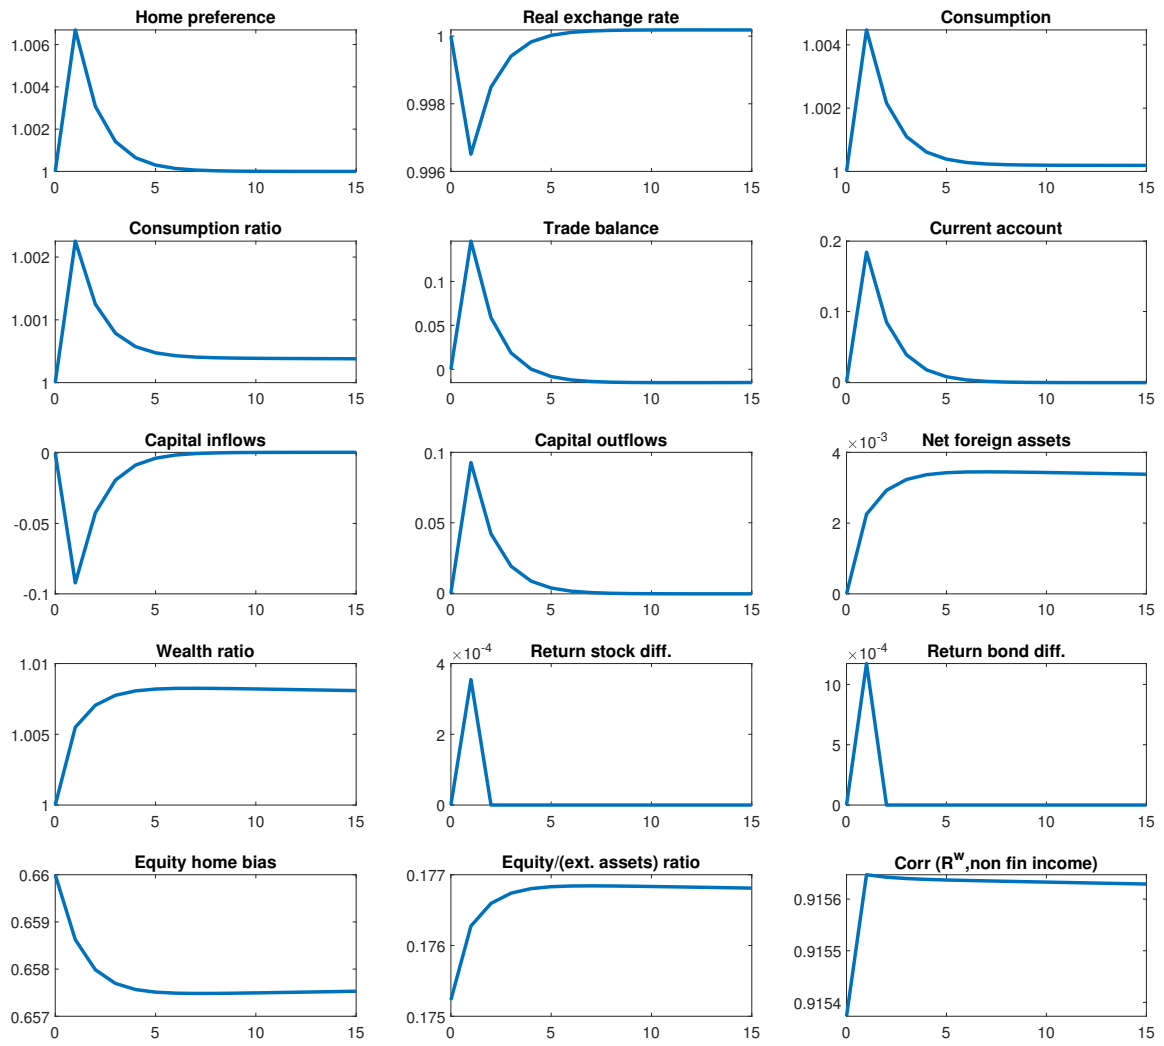 Home preference
1.006
1.004
1.002
1
0 5 10 15
Real exchange rate
1
0.998
0.996
0 5 10 15
Consumption
1.004
1.002
1
0 5 10 15
Consumption ratio
1.002
1.001
1
0 5 10 15
Trade balance
0.1
0.05
0
0 5 10 15
Current account
0.2
0.1
0
0 5 10 15
Capital inflows
0
-0.05
-0.1
0 5 10 15
Capital outflows
0.1
0.05
0
0 5 10 15
Net foreign assets
×10⁻³
4
2
0
0 5 10 15
Wealth ratio
1.01
1.005
1
0 5 10 15
Return stock diff.
×10⁻⁴
4
2
0
0 5 10 15
Return bond diff.
×10⁻⁴
10
5
0
0 5 10 15
Equity home bias
0.66
0.659
0.658
0.657
0 5 10 15
Equity/(ext. assets) ratio
0.177
0.176
0.175
0 5 10 15
Corr (Rʷ,non fin income)
0.9156
0.9155
0.9154
0 5 10 15